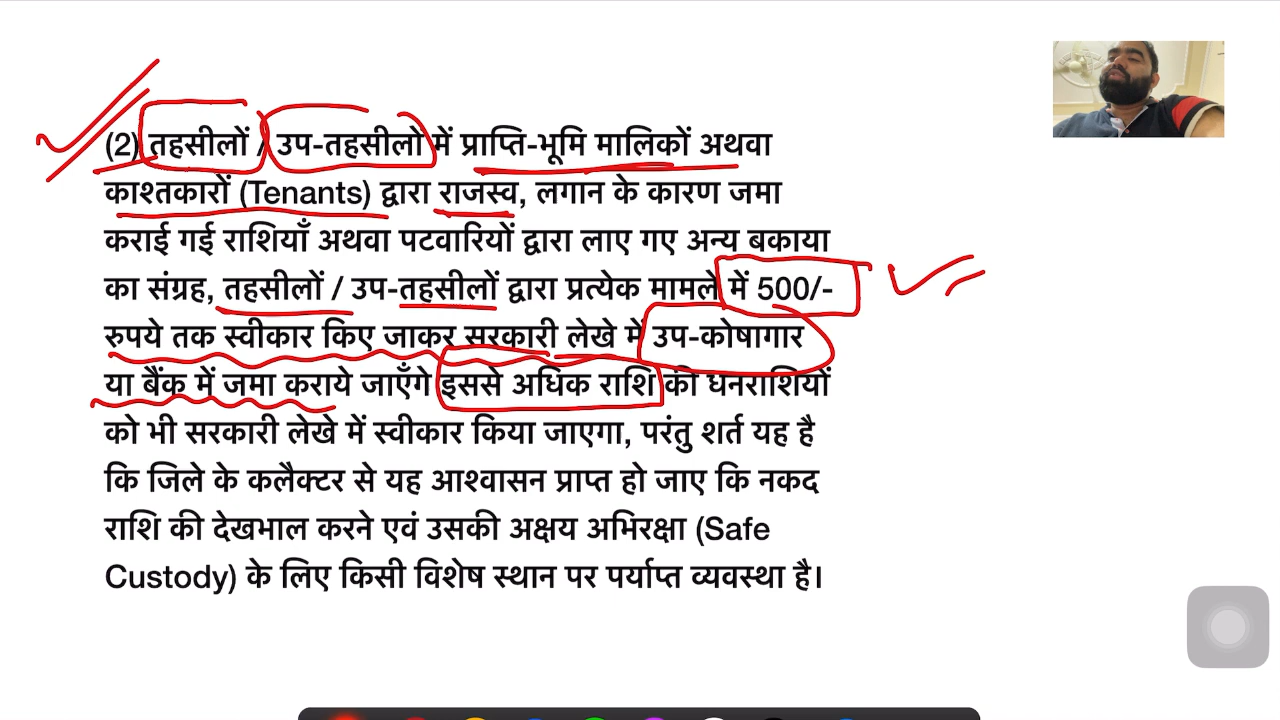 (2) तहसीलों / उप-तहसीलो में प्राप्ति-भूमि मालिकों अथवा
काश्तकारों (Tenants) द्वारा राजस्व, लगान के कारण जमा
कराई गई राशियाँ अथवा पटवारियों द्वारा लाए गए अन्य बकाया
का संग्रह, तहसीलों / उप-तहसीलों द्वारा प्रत्येक मामले में 500/-
रुपये तक स्वीकार किए जाकर सरकारी लेखे में उप-कोषागार
या बैंक में जमा कराये जाएँगे इससे अधिक राशि की धनराशियों
को भी सरकारी लेखे में स्वीकार किया जाएगा, परंतु शर्त यह है
कि जिले के कलैक्टर से यह आश्वासन प्राप्त हो जाए कि नकद
राशि की देखभाल करने एवं उसकी अक्षय अभिरक्षा (Safe
Custody) के लिए किसी विशेष स्थान पर पर्याप्त व्यवस्था है।